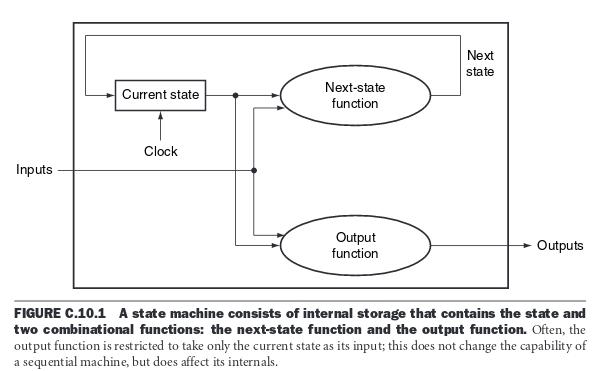 Next
state
Current state
Next-state
function
Clock
Inputs
Output
function
Outputs
FIGURE C.10.1 A state machine consists of internal storage that contains the state and
two combinational functions: the next-state function and the output function. Often, the
output function is restricted to take only the current state as its input; this does not change the capability of
a sequential machine, but does affect its internals.